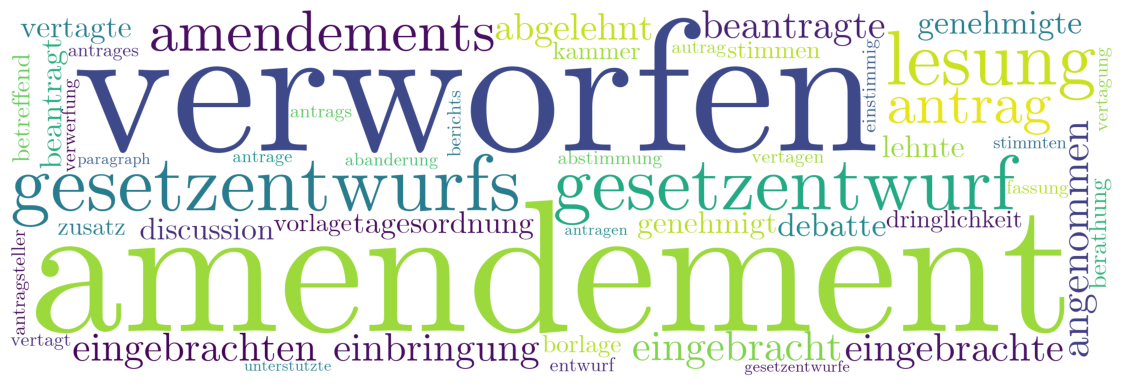 vertagte
antrages
amendements
abgelehnt
kammer
autrag
stimmen
beantragte
genehmigte
betreffend
beantragt
verwerfung
verworfen
einstimmig
lesung
antrag
vertagung
antrags
berichts
paragraph
antrage
abanderung
abstimmung
vertagen
lehnte
stimmten
gesetzentwurfs
gesetzentwurf
fassung
angenommen
berathung
zusatz
discussion
vorlage
tagesordnung
antragen
genehmigt
debatte
dringlichkeit
antragsteller
amendement
vertagt
eingebrachten
einbringung
borlage
eingebracht
eingebrachte
unterstutzte
entwurf
gesetzentwurfe